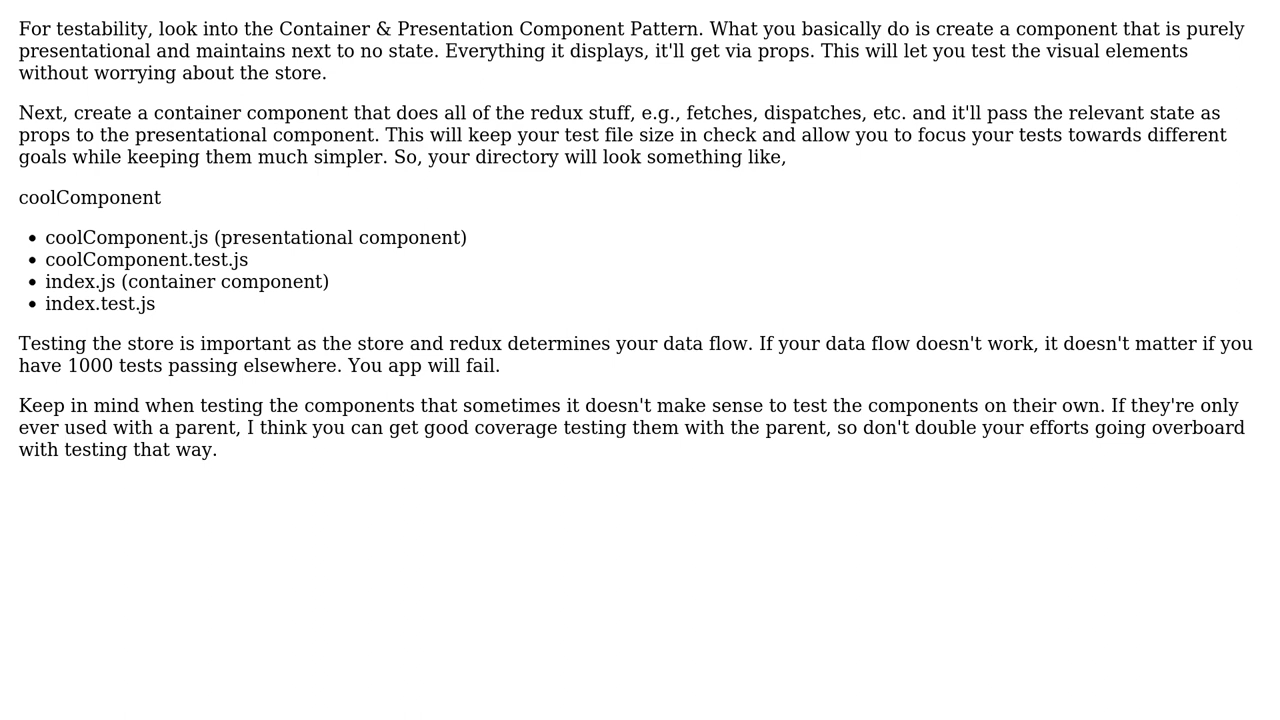 For testability, look into the Container & Presentation Component Pattern. What you basically do is create a component that is purely
presentational and maintains next to no state. Everything it displays, it'll get via props. This will let you test the visual elements
without worrying about the store.
Next, create a container component that does all of the redux stuff, e.g., fetches, dispatches, etc. and it'll pass the relevant state as
props to the presentational component. This will keep your test file size in check and allow you to focus your tests towards different
goals while keeping them much simpler. So, your directory will look something like,
coolComponent
• coolComponent.js (presentational component)
• coolComponent.test.js
• index.js (container component)
• index.test.js
Testing the store is important as the store and redux determines your data flow. If your data flow doesn't work, it doesn't matter if you
have 1000 tests passing elsewhere. You app will fail.
Keep in mind when testing the components that sometimes it doesn't make sense to test the components on their own. If they're only
ever used with a parent, I think you can get good coverage testing them with the parent, so don't double your efforts going overboard
with testing that way.